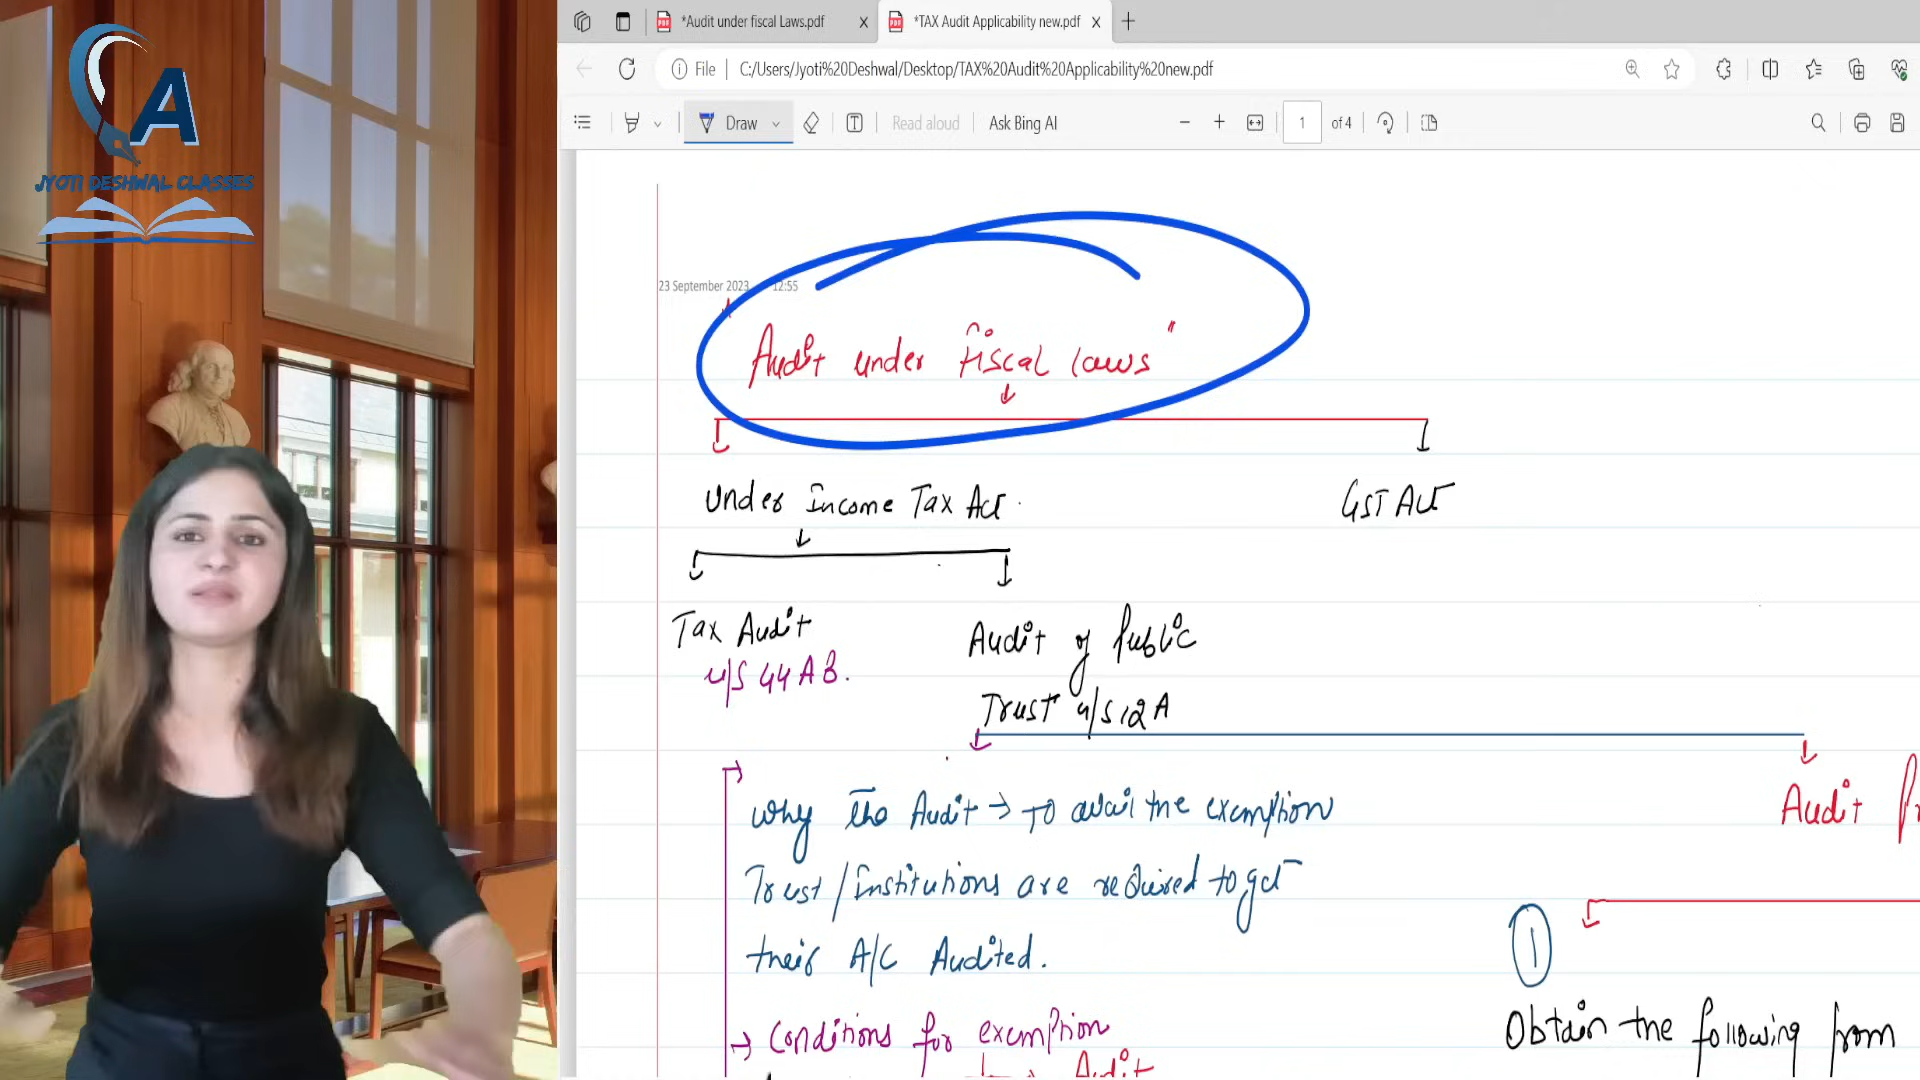 A
JYOTI DESHWAL CLASSES
*Audit under fiscal Laws.pdf
*TAX Audit Applicability new.pdf
File
C:/Users/Jyoti%20Deshwal/Desktop/TAX%20Audit%20Applicability%20new.pdf
Draw
Read aloud
Ask Bing AI
1 of 4
23 September 2023 12:55
Audit under fiscal laws"
Under Income Tax Act.
GST Act
Tax Audit
u/s 44AB.
Audit of Public
Trust u/s 12A
Why the Audit → To avail the exemption
Trust/Institutions are required to get
their A/C Audited.
Audit
1
→ Conditions for exemption
Obtain the following from
Audit